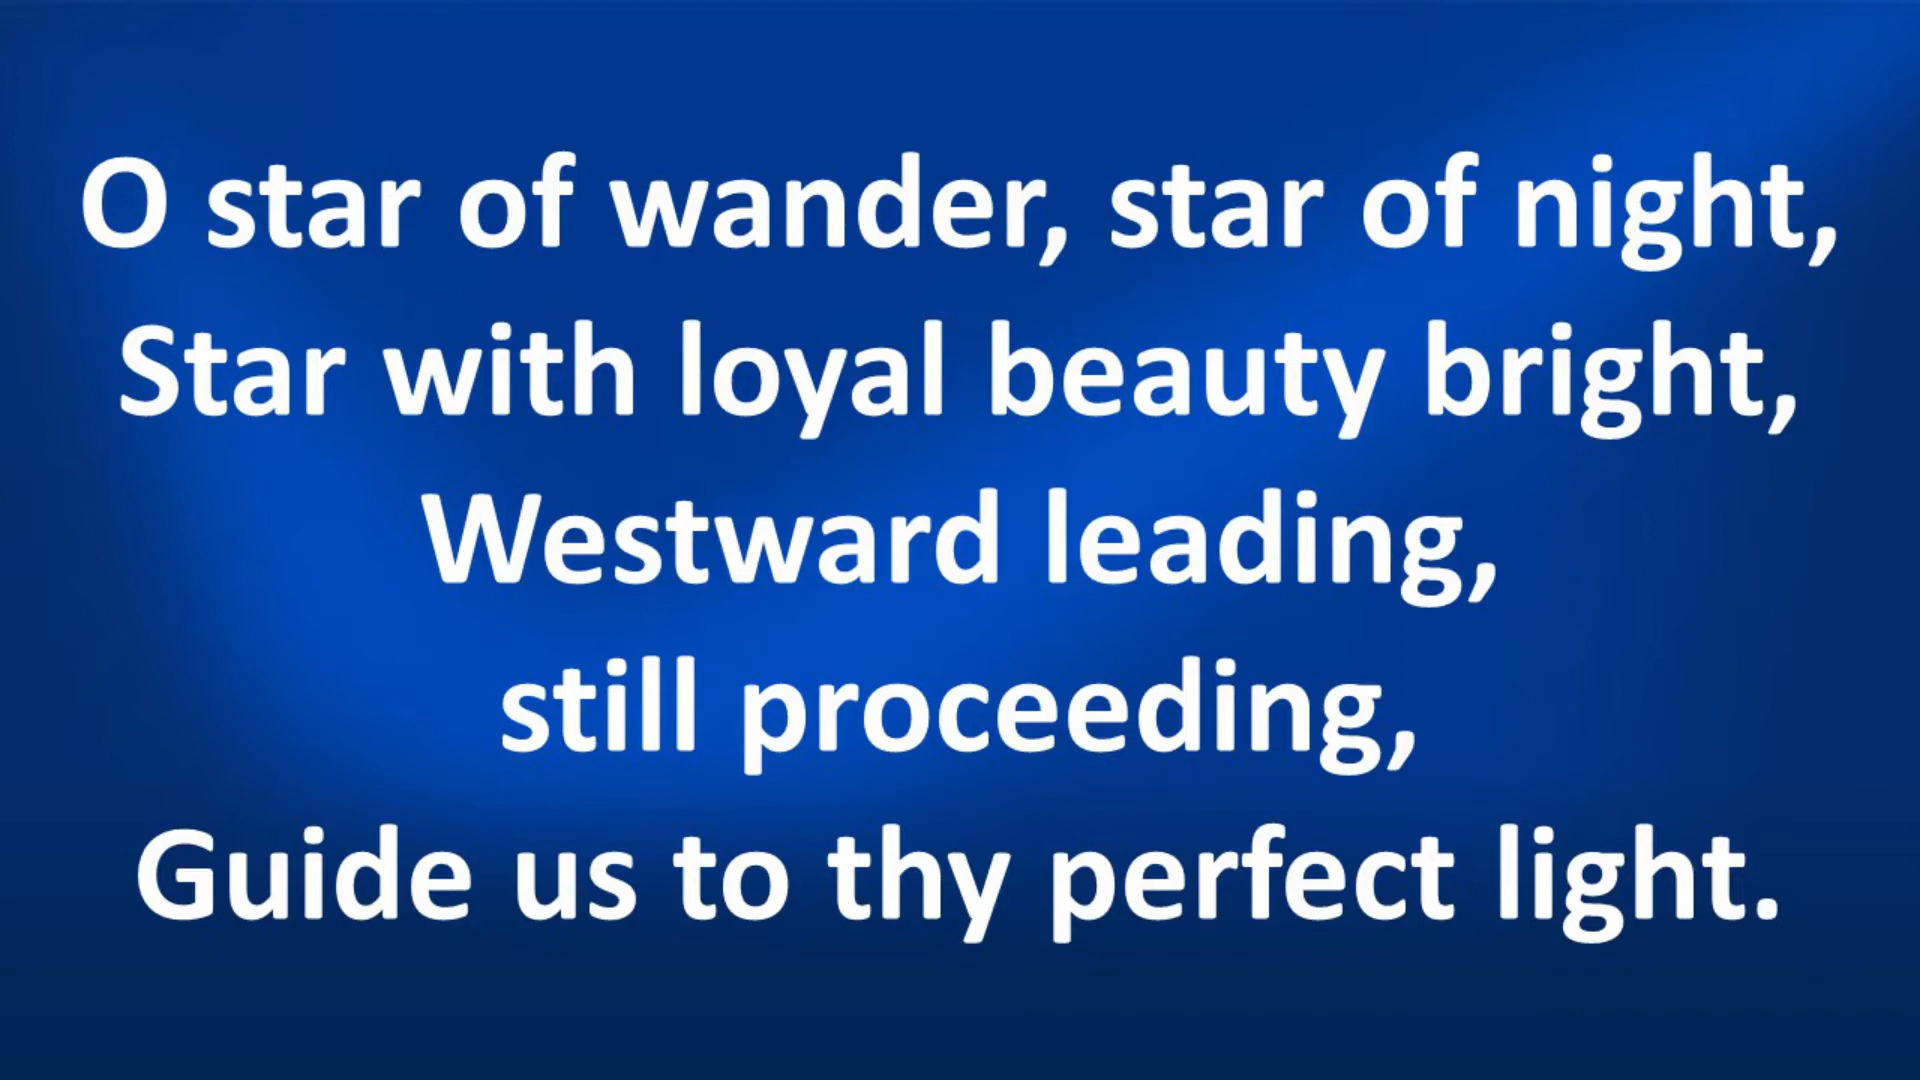 O star of wander, star of night,
Star with loyal beauty bright,
Westward leading,
still proceeding,
Guide us to thy perfect light.